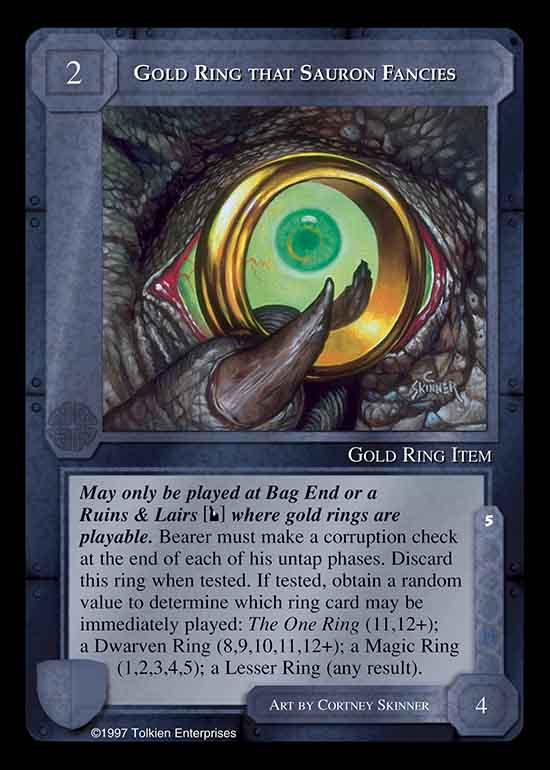 2
GOLD RING THAT SAURON FANCIES
C
SKINNER
GOLD RING ITEM
May only be played at Bag End or a
Ruins & Lairs [] where gold rings are
playable. Bearer must make a corruption check
at the end of each of his untap phases. Discard
this ring when tested. If tested, obtain a random
value to determine which ring card may be
immediately played: The One Ring (11,12+);
a Dwarven Ring (8,9,10,11,12+); a Magic Ring
(1,2,3,4,5); a Lesser Ring (any result).
5
ART BY CORTNEY SKINNER
4
©1997 Tolkien Enterprises